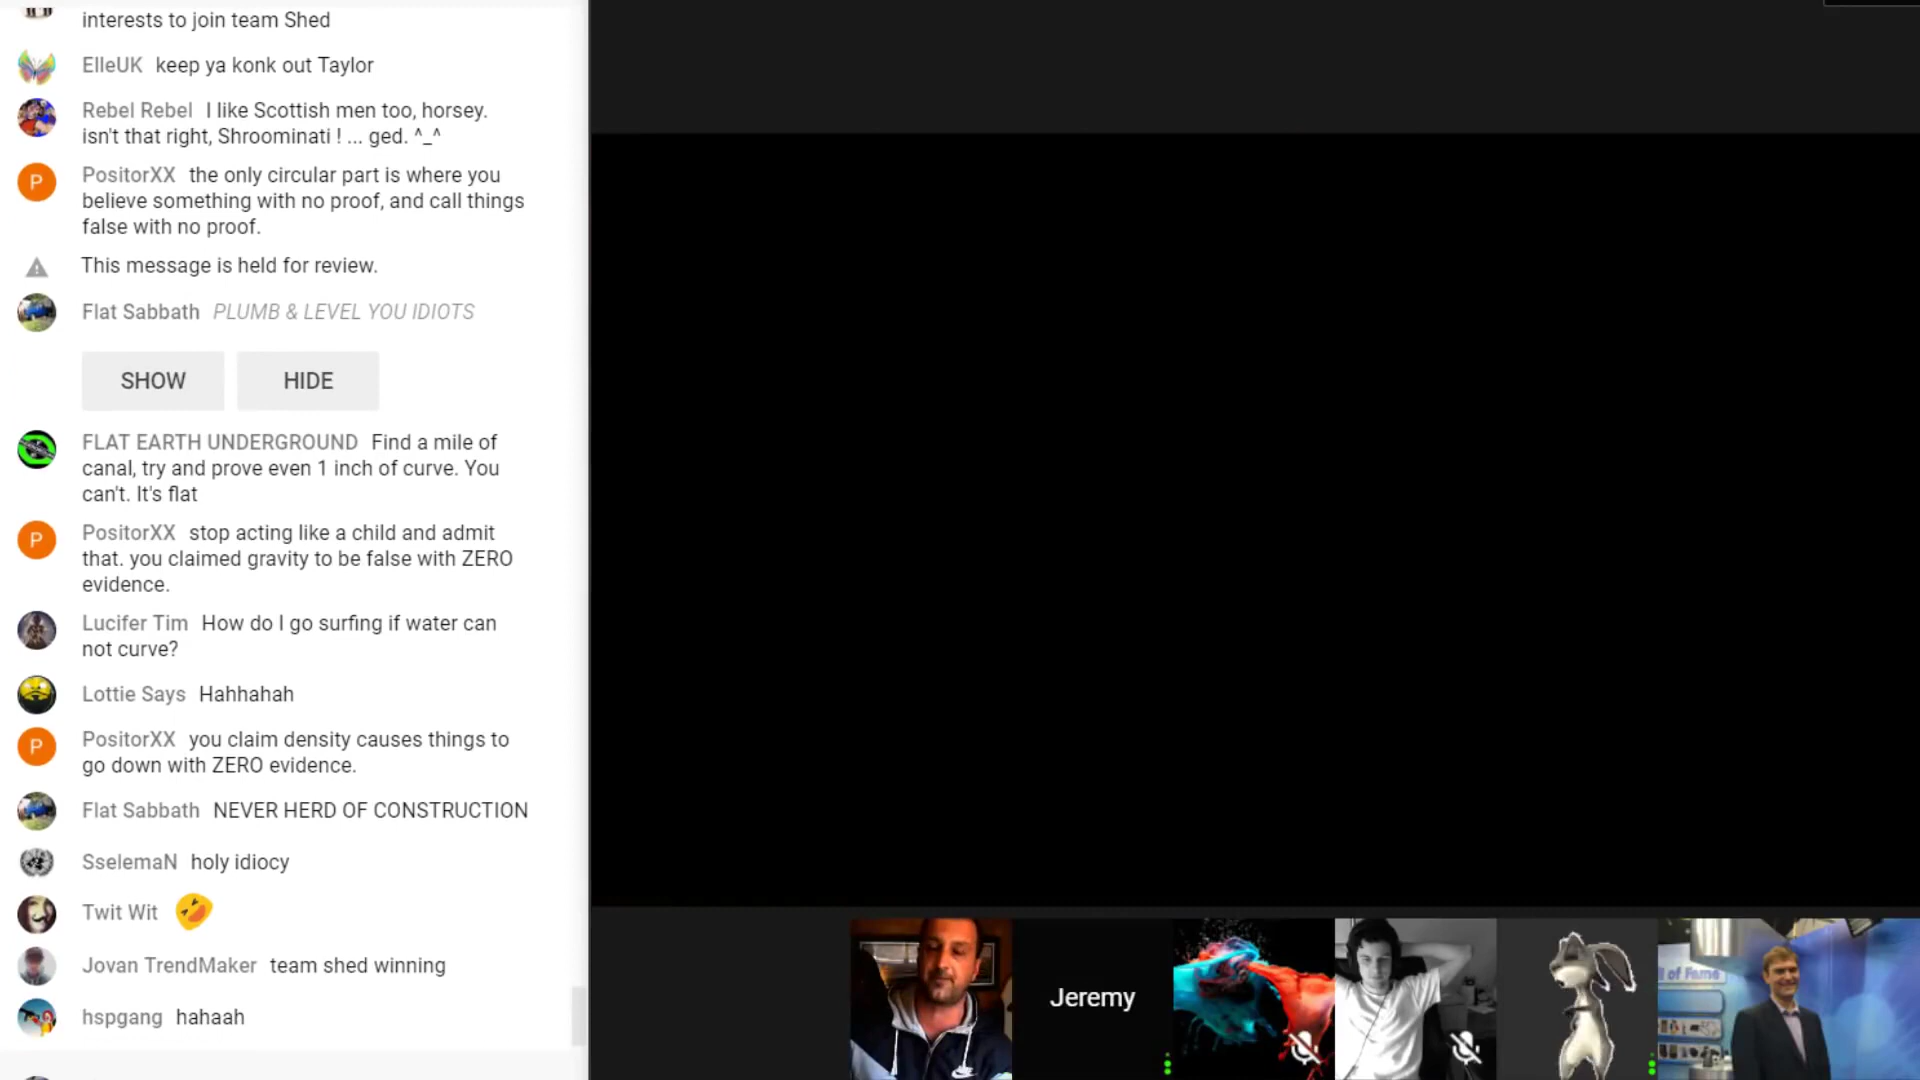 interests to join team Shed
ElleUK keep ya konk out Taylor
Rebel Rebel I like Scottish men too, horsey.
isn't that right, Shroominati ! ... ged. ^_^
P
PositorXX the only circular part is where you
believe something with no proof, and call things
false with no proof.
This message is held for review.
Flat Sabbath PLUMB & LEVEL YOU IDIOTS
SHOW HIDE
FLAT EARTH UNDERGROUND Find a mile of
canal, try and prove even 1 inch of curve. You
can't. It's flat
P
PositorXX stop acting like a child and admit
that. you claimed gravity to be false with ZERO
evidence.
Lucifer Tim How do I go surfing if water can
not curve?
Lottie Says Hahhahah
P
PositorXX you claim density causes things to
go down with ZERO evidence.
Flat Sabbath NEVER HERD OF CONSTRUCTION
SselemaN holy idiocy
Twit Wit 🤣
Jovan TrendMaker team shed winning
hspgang hahaah
Jeremy
of Fame